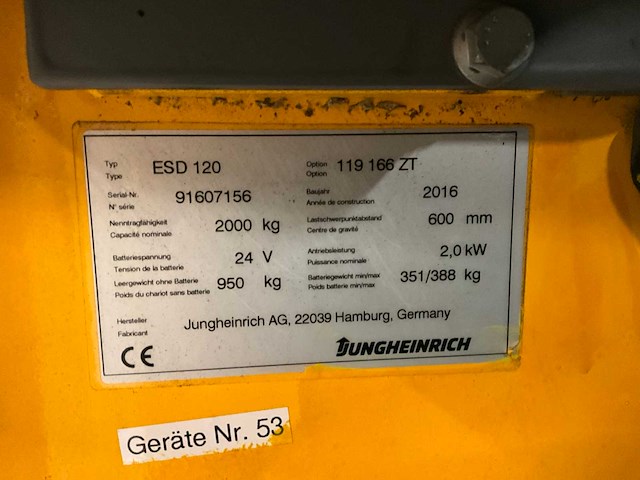 Typ ESD 120 Option 119 166 ZT
Type Option
Serial-Nr. 91607156 Baujahr 2016
N° série Année de construction
Nenntragfähigkeit 2000 kg Lastschwerpunktabstand 600 mm
Capacité nominale Centre de gravité
Batteriespannung 24 V Antriebsleistung 2,0 kW
Tension de la batterie Puissance nominale
Leergewicht ohne Batterie 950 kg Batteriegewicht min/max 351/388 kg
Poids du chariot sans batterie Poids batterie min/max
Hersteller Jungheinrich AG, 22039 Hamburg, Germany
Fabricant
CE JUNGHEINRICH
Geräte Nr. 53